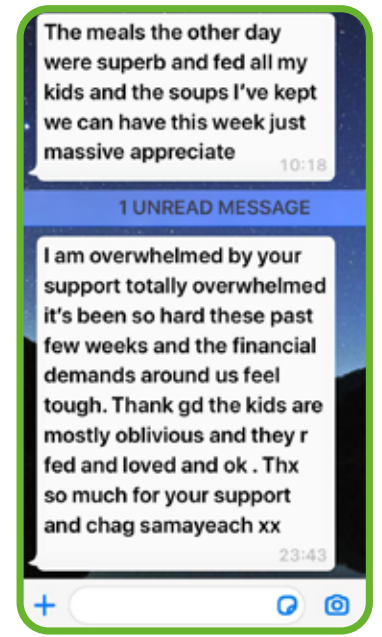 The meals the other day
were superb and fed all my
kids and the soups I've kept
we can have this week just
massive appreciate
10:18
1 UNREAD MESSAGE
I am overwhelmed by your
support totally overwhelmed
it's been so hard these past
few weeks and the financial
demands around us feel
tough. Thank gd the kids are
mostly oblivious and they r
fed and loved and ok . Thx
so much for your support
and chag samayeach xx
23:43